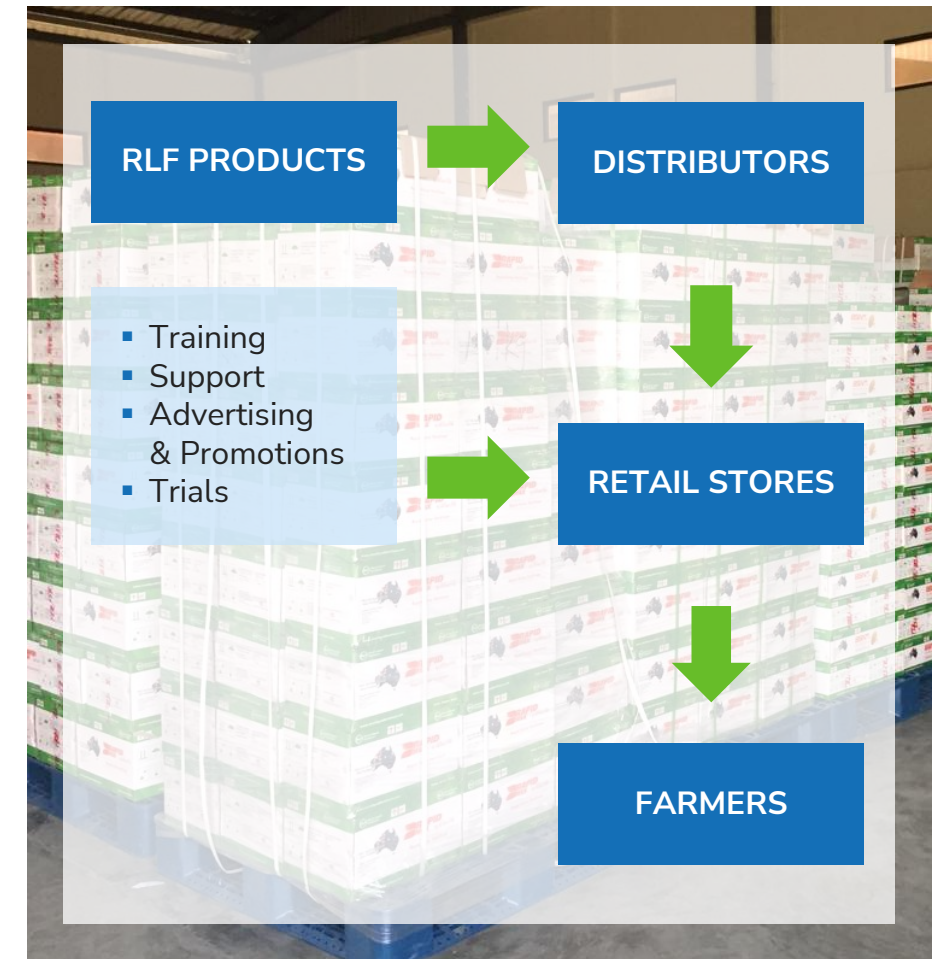 RLF PRODUCTS
DISTRIBUTORS
▪ Training
▪ Support
▪ Advertising
& Promotions
▪ Trials
RETAIL STORES
FARMERS